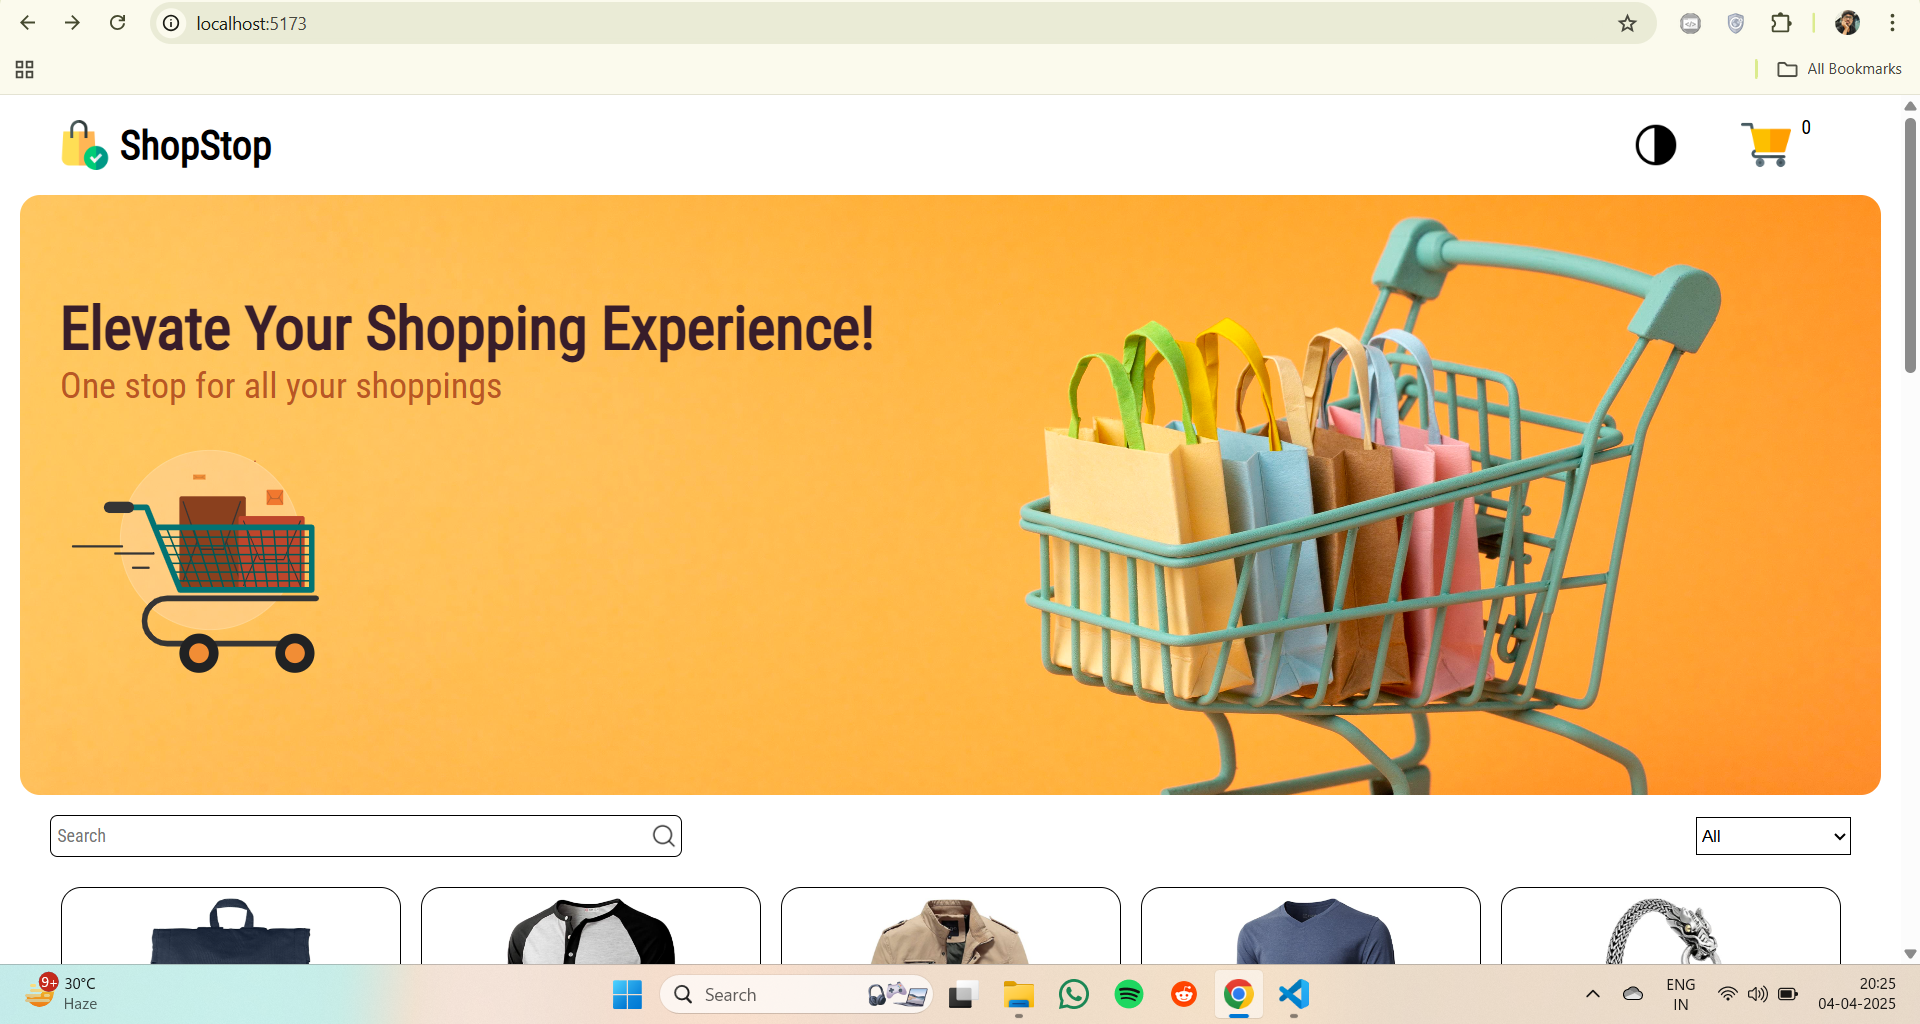 localhost:5173
All Bookmarks
ShopStop
0
Elevate Your Shopping Experience!
One stop for all your shoppings
Search
All
9+
30°C
Haze
Search
ENG
IN
20:25
04-04-2025